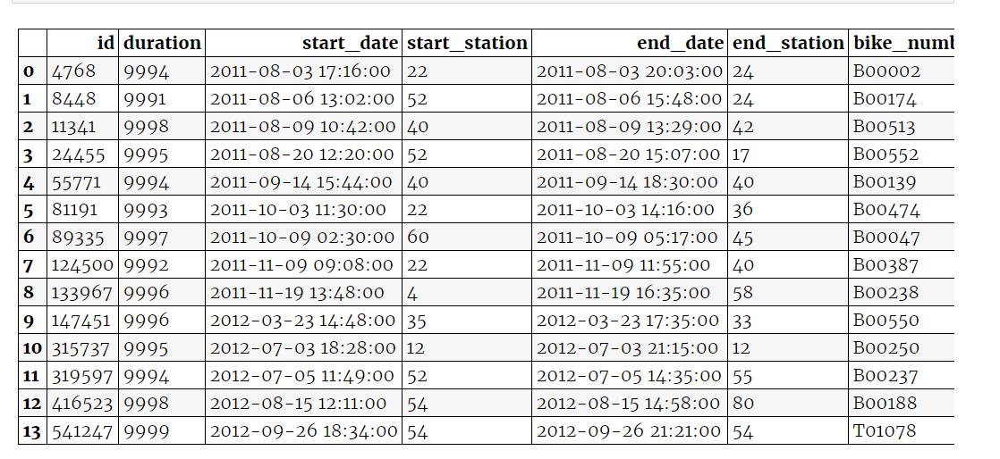 id duration start_date start_station end_date end_station bike_numb
0 4768 9994 2011-08-03 17:16:00 22 2011-08-03 20:03:00 24 B00002
1 8448 9991 2011-08-06 13:02:00 52 2011-08-06 15:48:00 24 B00174
2 11341 9998 2011-08-09 10:42:00 40 2011-08-09 13:29:00 42 B00513
3 24455 9995 2011-08-20 12:20:00 52 2011-08-20 15:07:00 17 B00552
4 55771 9994 2011-09-14 15:44:00 40 2011-09-14 18:30:00 40 B00139
5 81191 9993 2011-10-03 11:30:00 22 2011-10-03 14:16:00 36 B00474
6 89335 9997 2011-10-09 02:30:00 60 2011-10-09 05:17:00 45 B00047
7 124500 9992 2011-11-09 09:08:00 22 2011-11-09 11:55:00 40 B00387
8 133967 9996 2011-11-19 13:48:00 4 2011-11-19 16:35:00 58 B00238
9 147451 9996 2012-03-23 14:48:00 35 2012-03-23 17:35:00 33 B00550
10 315737 9995 2012-07-03 18:28:00 12 2012-07-03 21:15:00 12 B00250
11 319597 9994 2012-07-05 11:49:00 52 2012-07-05 14:35:00 55 B00237
12 416523 9998 2012-08-15 12:11:00 54 2012-08-15 14:58:00 80 B00188
13 541247 9999 2012-09-26 18:34:00 54 2012-09-26 21:21:00 54 T01078